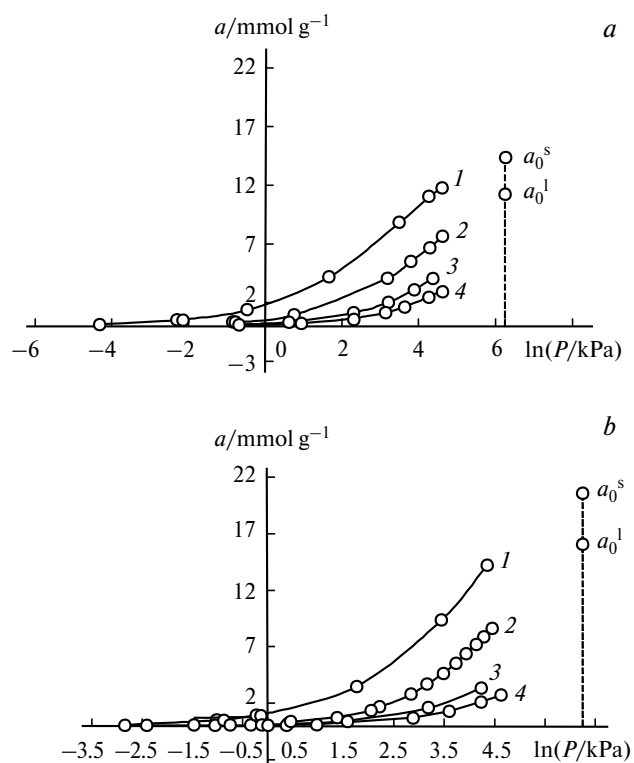 a/mmol g⁻¹ a
22
17
a₀ˢ
12 1 a₀ˡ
7 2
3
2 4
−6 −4 −2 0 2 4 6 ln(P/kPa)
−3
a/mmol g⁻¹ b
22
a₀ˢ
17
a₀ˡ
12 1
2
7
3
2 4
−3.5 −2.5 −1.5 −0.5 0.5 1.5 2.5 3.5 4.5 ln(P/kPa)